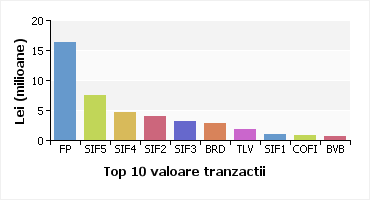 20
15
10
5
0
Lei (milioane)
FP SIF5 SIF4 SIF2 SIF3 BRD TLV SIF1 COFI BVB
Top 10 valoare tranzactii